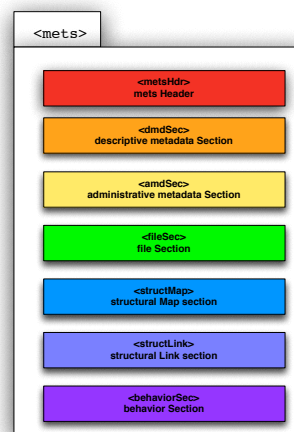 <mets>
<metsHdr>
mets Header
<dmdSec>
descriptive metadata Section
<amdSec>
administrative metadata Section
<fileSec>
file Section
<structMap>
structural Map section
<structLink>
structural Link section
<behaviorSec>
behavior Section